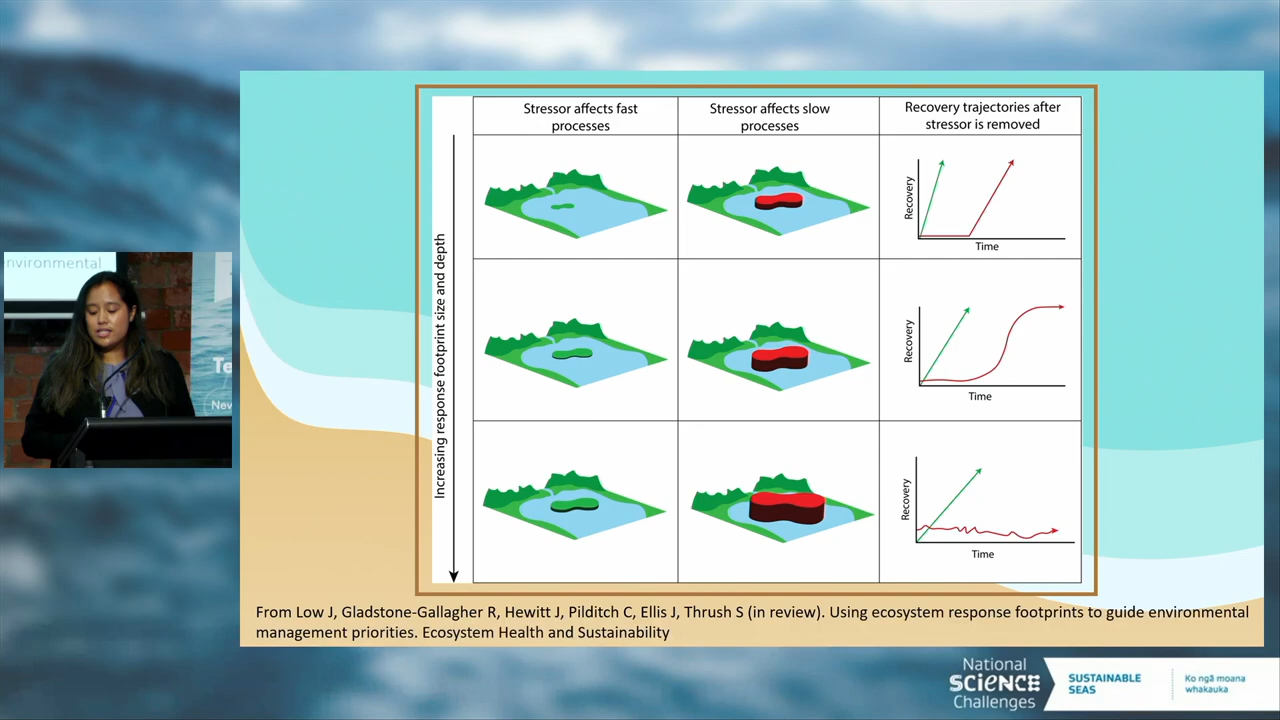 nvironmental
Te
New
Stressor affects fast
processes
Stressor affects slow
processes
Recovery trajectories after
stressor is removed
Increasing response footprint size and depth
Recovery
Time
Recovery
Time
Recovery
Time
From Low J, Gladstone-Gallagher R, Hewitt J, Pilditch C, Ellis J, Thrush S (in review). Using ecosystem response footprints to guide environmental
management priorities. Ecosystem Health and Sustainability
National
SCIENCE
Challenges
SUSTAINABLE
SEAS
Ko ngā moana
whakauka